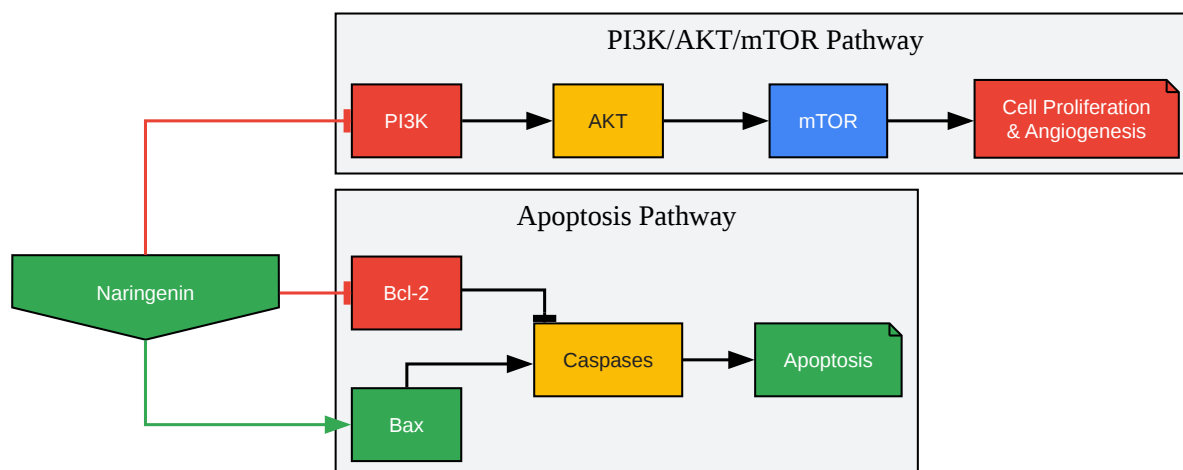 PI3K/AKT/mTOR Pathway
PI3K
AKT
mTOR
Cell Proliferation
& Angiogenesis
Apoptosis Pathway
Naringenin
Bcl-2
Caspases
Apoptosis
Bax